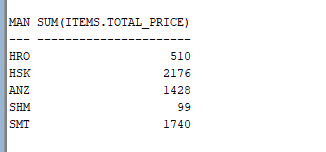 MAN SUM(ITEMS.TOTAL_PRICE)
--- ----------------------
HRO                    510
HSK                   2176
ANZ                   1428
SHM                     99
SMT                   1740